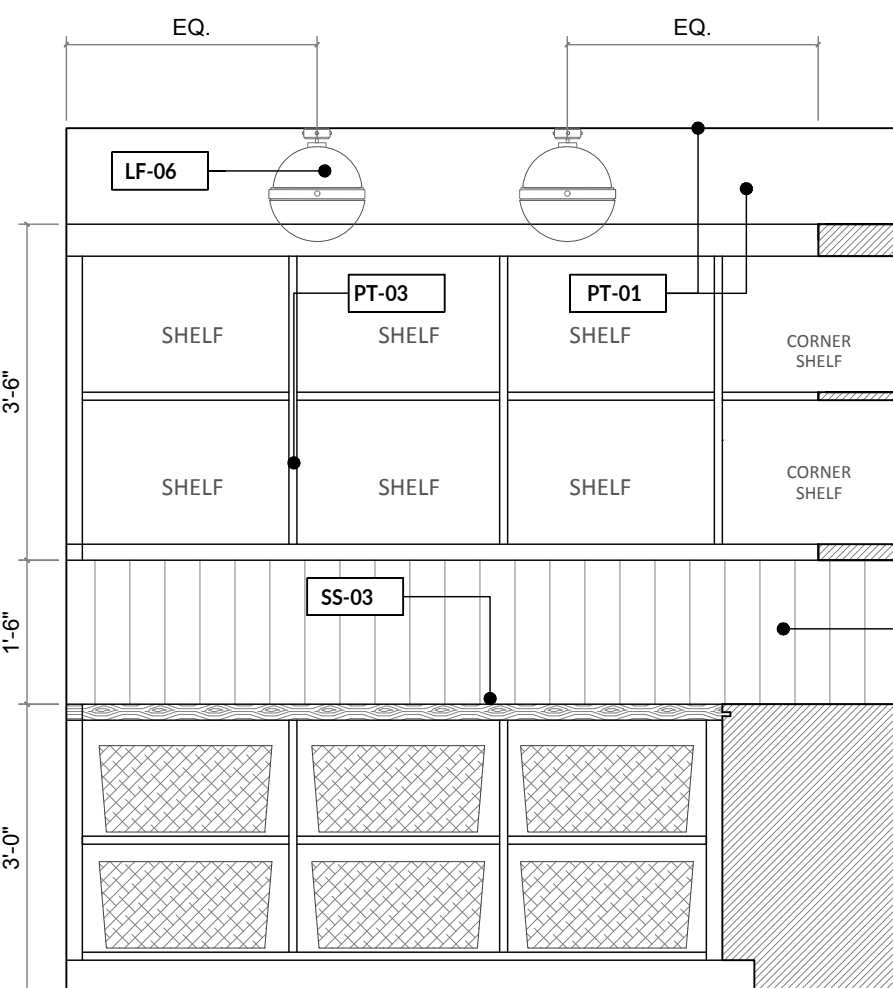 EQ.
EQ.
LF-06
PT-03
PT-01
SHELF
SHELF
SHELF
CORNER
SHELF
3'-6"
SHELF
SHELF
SHELF
CORNER
SHELF
SS-03
1'-6"
3'-0"